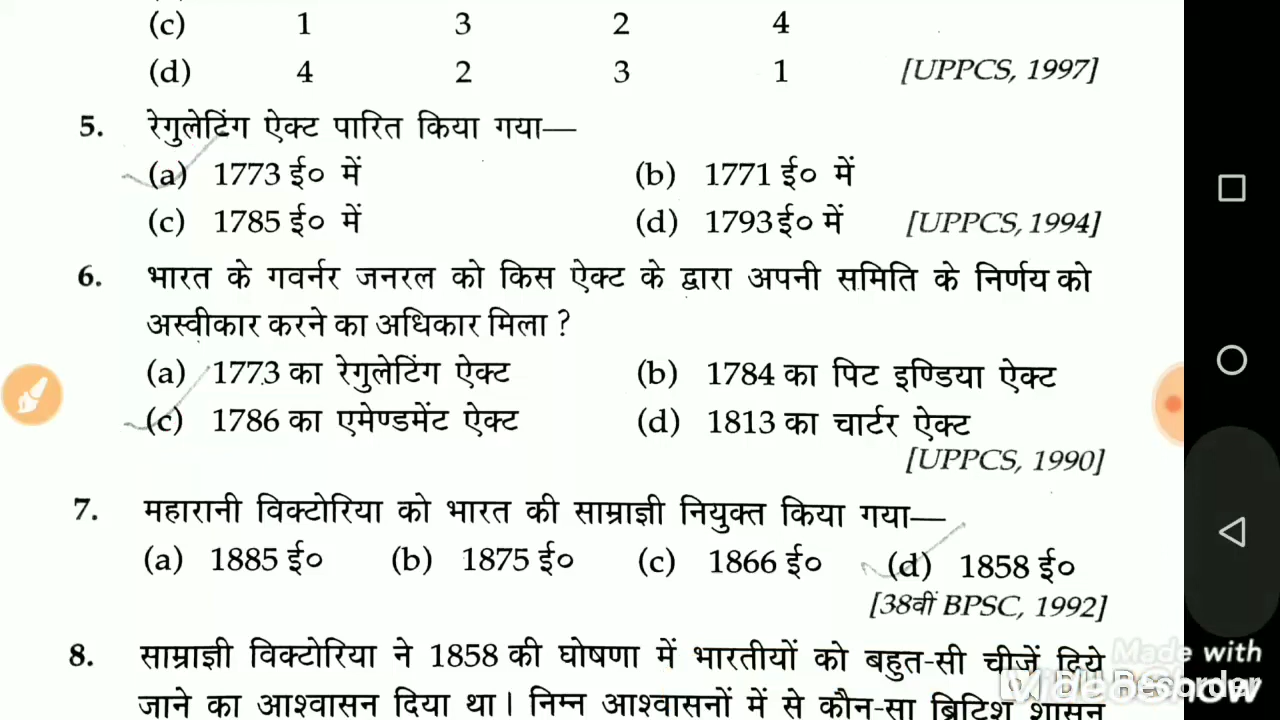 (c) 1 3 2 4
(d) 4 2 3 1 [UPPCS, 1997]
5. रेगुलेटिंग ऐक्ट पारित किया गया—
(a) 1773 ई० में (b) 1771 ई० में
(c) 1785 ई० में (d) 1793 ई० में [UPPCS, 1994]
6. भारत के गवर्नर जनरल को किस ऐक्ट के द्वारा अपनी समिति के निर्णय को
अस्वीकार करने का अधिकार मिला ?
(a) 1773 का रेगुलेटिंग ऐक्ट (b) 1784 का पिट इण्डिया ऐक्ट
(c) 1786 का एमेण्डमेंट ऐक्ट (d) 1813 का चार्टर ऐक्ट
[UPPCS, 1990]
7. महारानी विक्टोरिया को भारत की साम्राज्ञी नियुक्त किया गया—
(a) 1885 ई० (b) 1875 ई० (c) 1866 ई० (d) 1858 ई०
[38वीं BPSC, 1992]
8. साम्राज्ञी विक्टोरिया ने 1858 की घोषणा में भारतीयों को बहुत-सी चीजें दिये
जाने का आश्वासन दिया था। निम्न आश्वासनों में से कौन-सा ब्रिटिश शासन
Made with